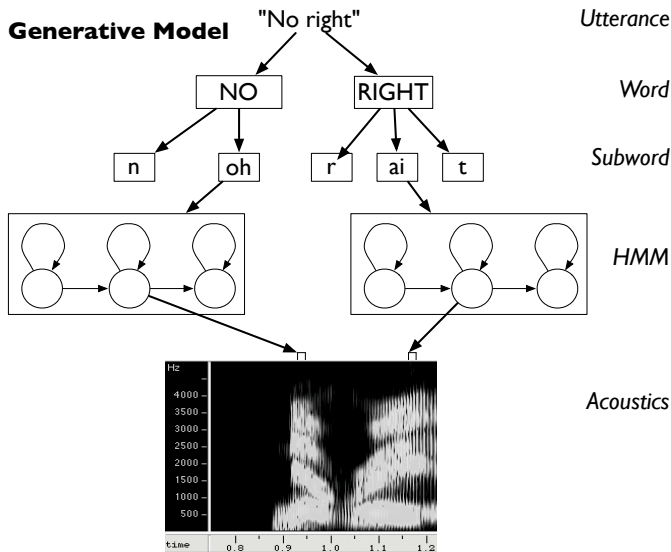 Generative Model
"No right"
Utterance
NO
RIGHT
Word
n
oh
r
ai
t
Subword
HMM
Acoustics
Hz
4000
3500
3000
2500
2000
1500
1000
500
time 0.8 0.9 1.0 1.1 1.2